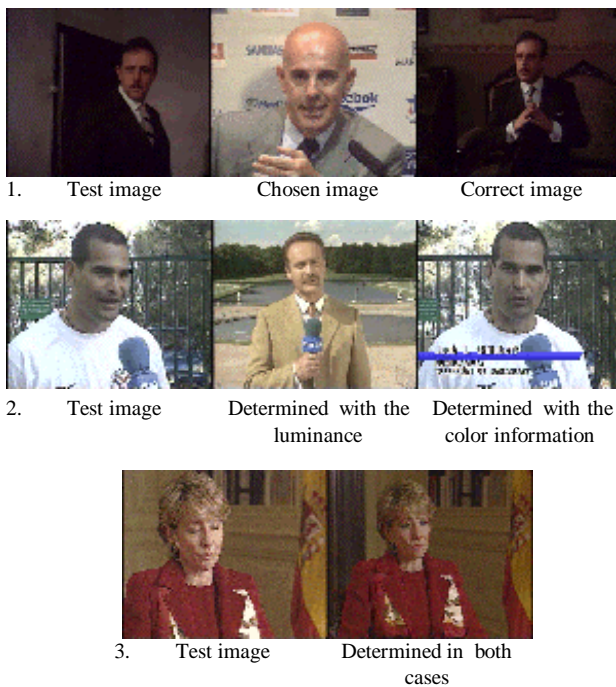 Reebok
1. Test image Chosen image Correct image
2. Test image Determined with the luminance Determined with the color information
3. Test image Determined in both cases